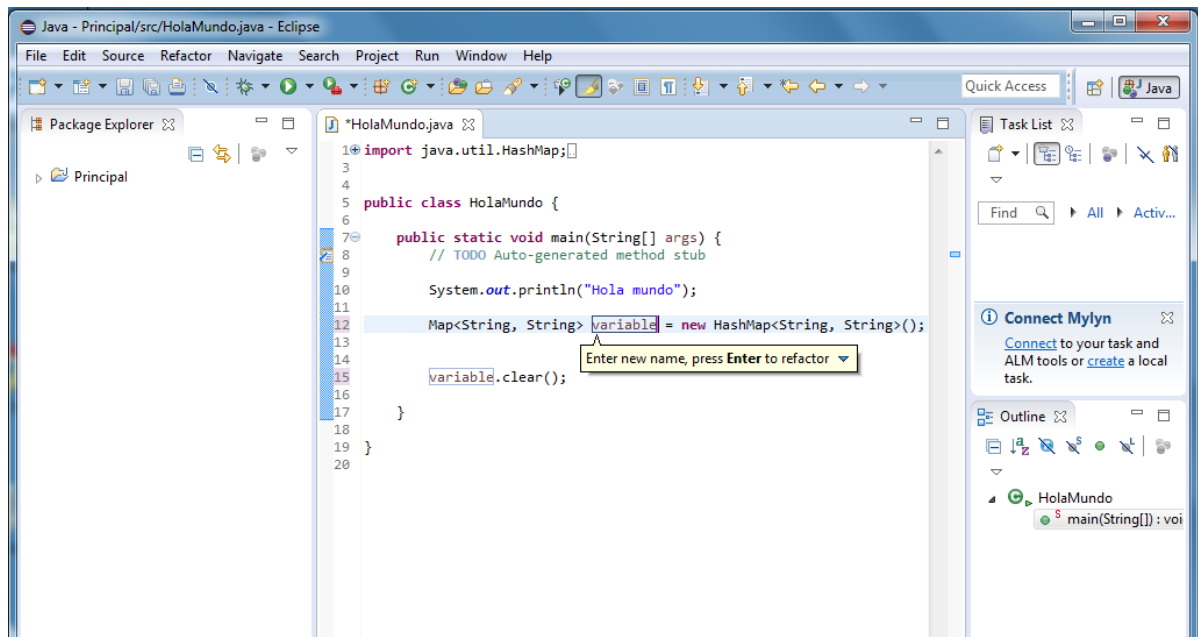 Java - Principal/src/HolaMundo.java - Eclipse
File Edit Source Refactor Navigate Search Project Run Window Help
Quick Access
Java
Package Explorer
Principal
*HolaMundo.java
1 import java.util.HashMap;
3
4
5 public class HolaMundo {
6
7 public static void main(String[] args) {
8 // TODO Auto-generated method stub
9
10 System.out.println("Hola mundo");
11
12 Map<String, String> variable = new HashMap<String, String>();
13
Enter new name, press Enter to refactor
14
15 variable.clear();
16
17 }
18
19 }
20
Task List
Find All Activ...
Connect Mylyn
Connect to your task and
ALM tools or create a local
task.
Outline
HolaMundo
main(String[]) : voi